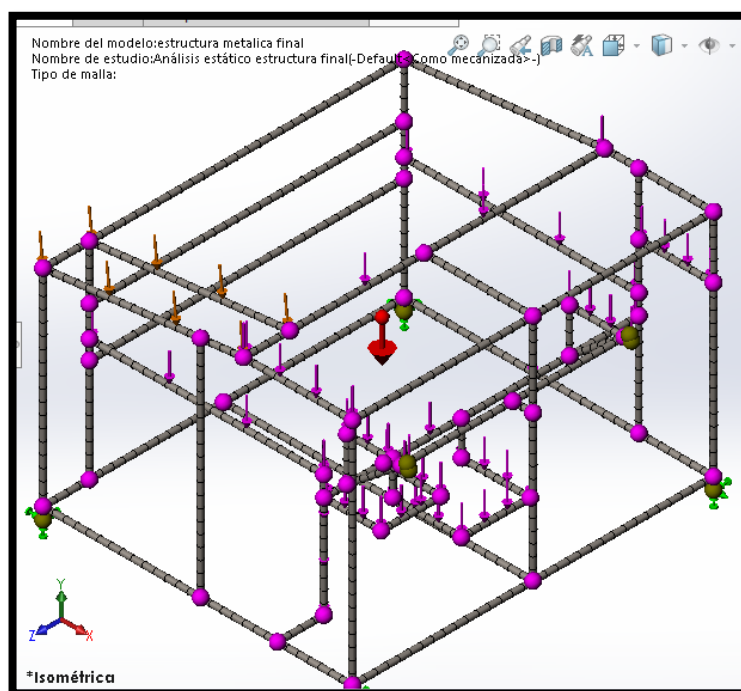 Nombre del modelo:estructura metalica final
Nombre de estudio:Análisis estático estructura final(-Default<Como mecanizada>-)
Tipo de malla:
Y
Z
X
*Isométrica